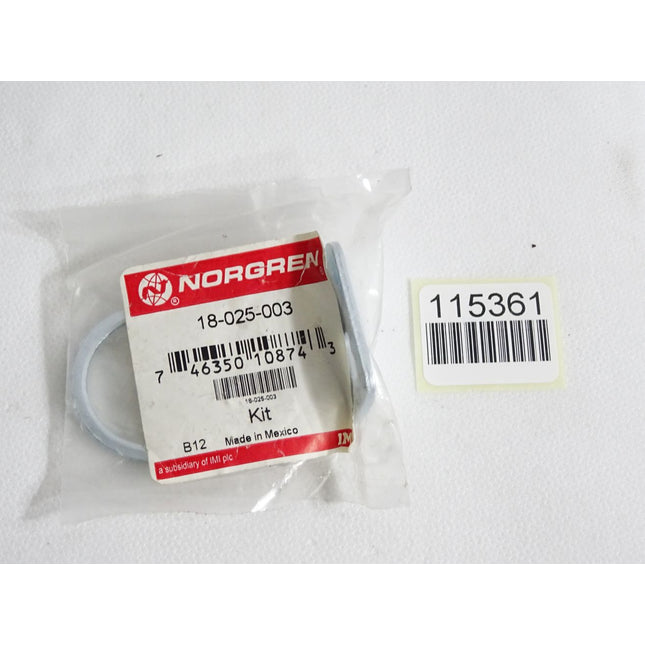 NORGREN
®
18-025-003
7 46350 10874 3
18-025-003
Kit
B12 Made in Mexico
IM
a subsidiary of IMI plc
115361